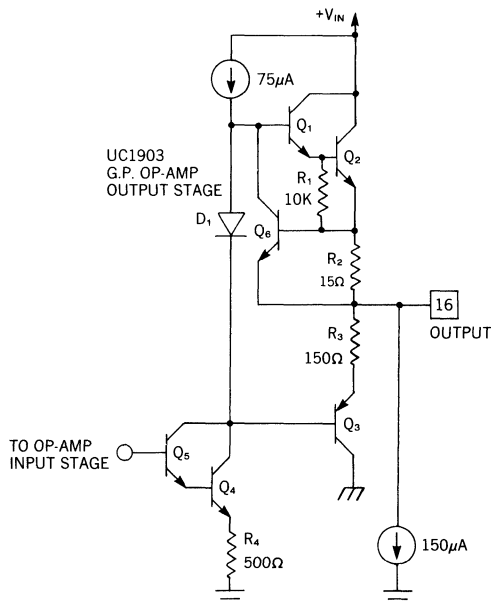 +VIN
75µA
Q1
UC1903
G.P. OP-AMP
OUTPUT STAGE
Q2
R1
10K
D1
Q6
R2
15Ω
16
OUTPUT
R3
150Ω
TO OP-AMP
INPUT STAGE
Q5
Q3
Q4
R4
500Ω
150µA